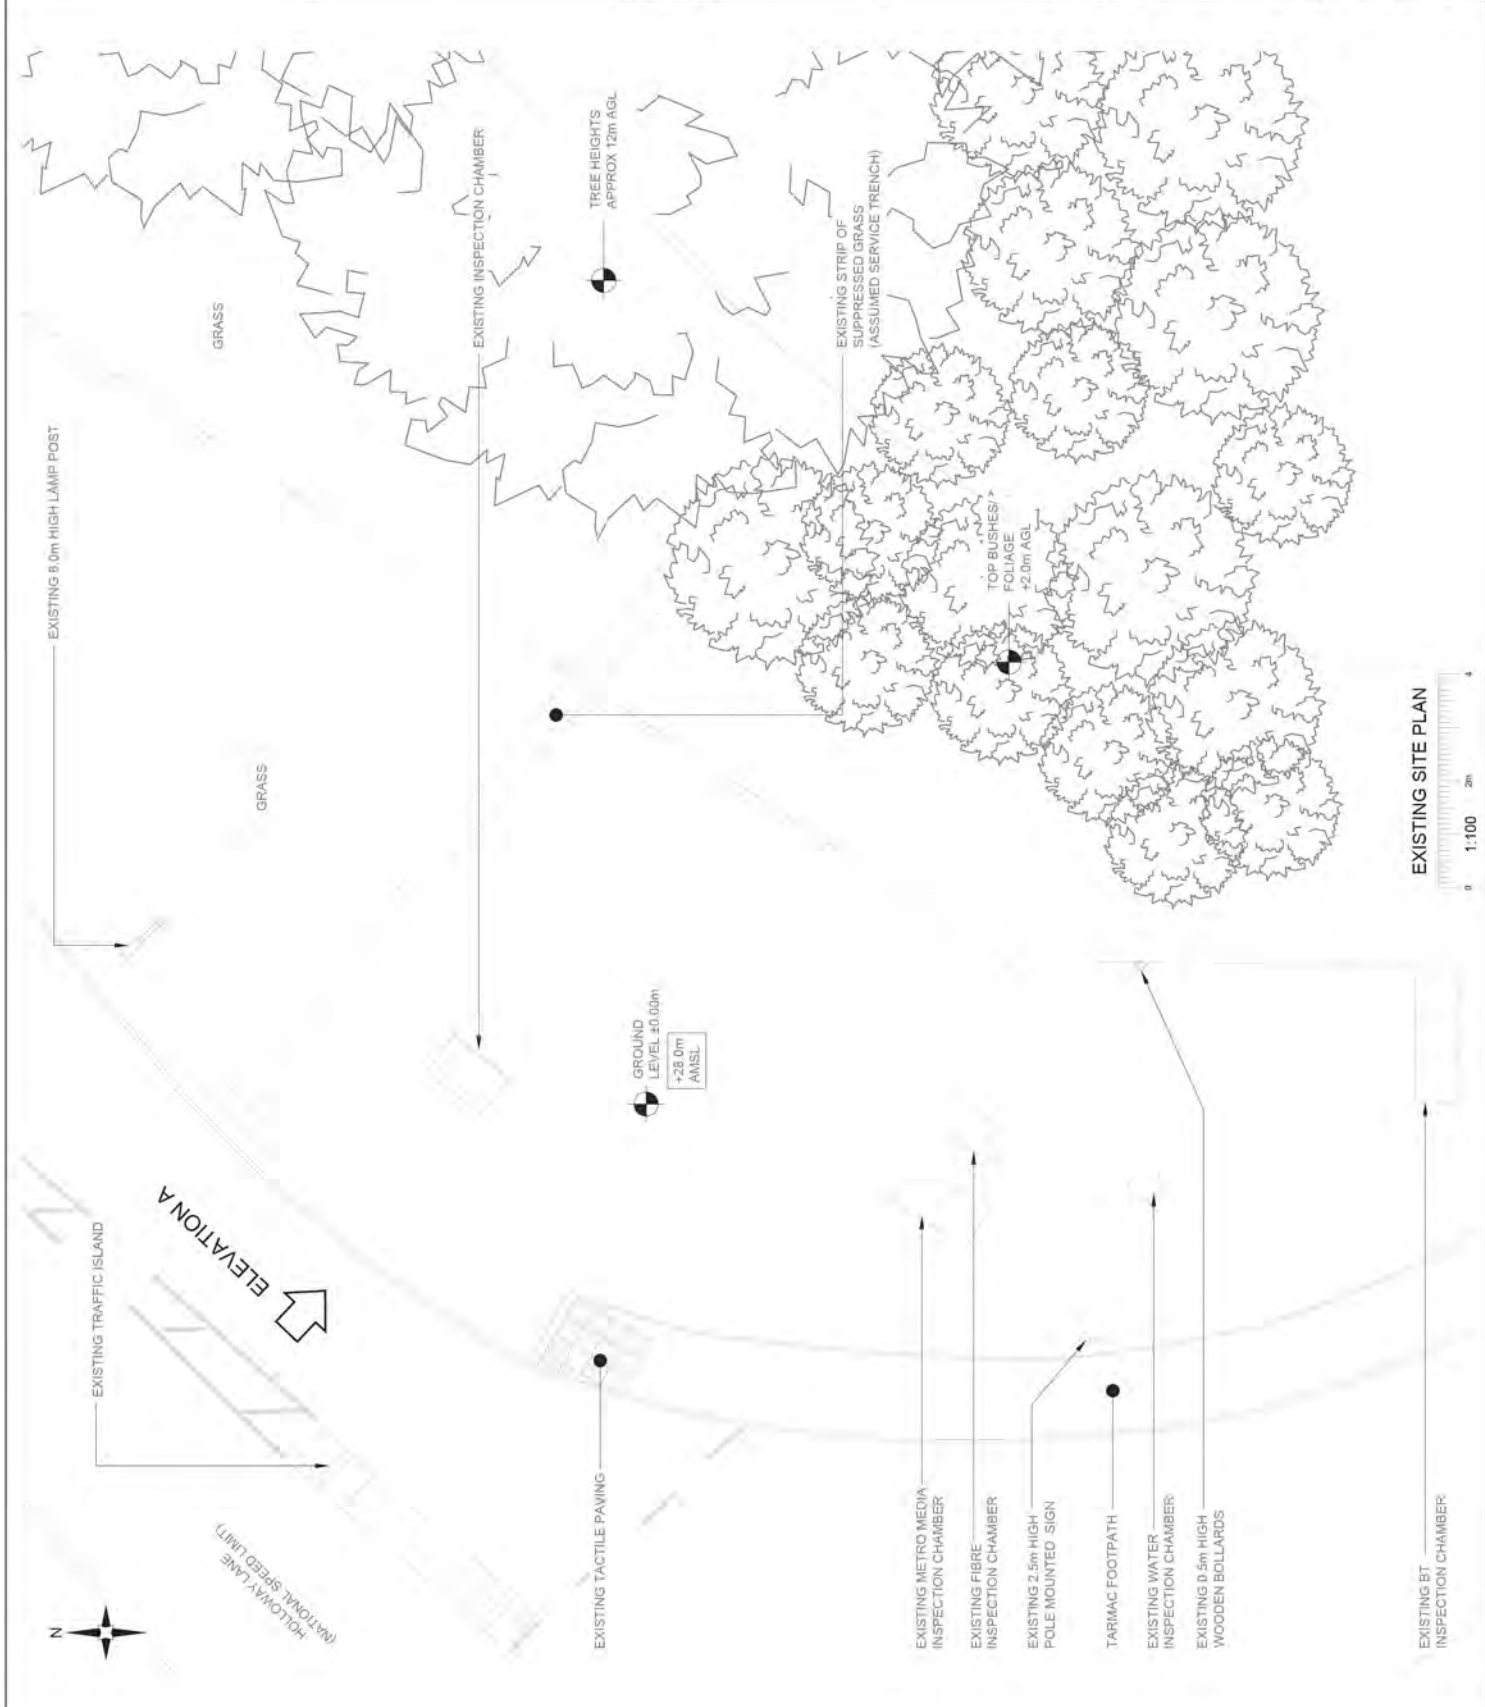 N
HOLLOWAY LANE
(NATIONAL SPEED LIMIT)
EXISTING TRAFFIC ISLAND
ELEVATION A
EXISTING 8.0m HIGH LAMP POST
GRASS
GRASS
EXISTING INSPECTION CHAMBER
TREE HEIGHTS
APPROX 12m AGL
EXISTING STRIP OF
SUPPRESSED GRASS
(ASSUMED SERVICE TRENCH)
TOP BUSHES/
FOLIAGE
+2.0m AGL
GROUND
LEVEL ±0.00m
+28.0m
AMSL
EXISTING TACTILE PAVING
EXISTING METRO MEDIA
INSPECTION CHAMBER
EXISTING FIBRE
INSPECTION CHAMBER
EXISTING 2.5m HIGH
POLE MOUNTED SIGN
TARMAC FOOTPATH
EXISTING WATER
INSPECTION CHAMBER
EXISTING 0.5m HIGH
WOODEN BOLLARDS
EXISTING BT
INSPECTION CHAMBER
EXISTING SITE PLAN
0 2m 4
1:100